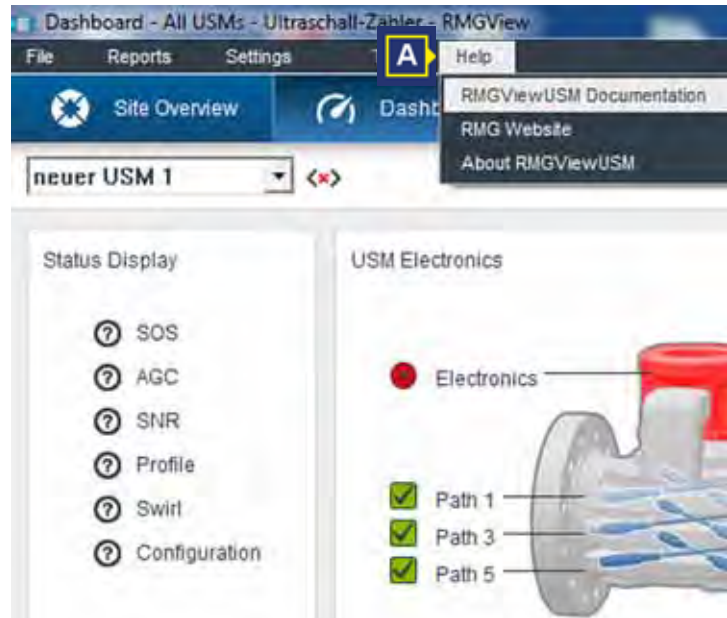 Dashboard - All USMs - Ultraschall-Zähler - RMGView
File Reports Settings T A Help
RMGViewUSM Documentation
RMG Website
About RMGViewUSM
Site Overview Dashb
neuer USM 1
Status Display
SOS
AGC
SNR
Profile
Swirl
Configuration
USM Electronics
Electronics
Path 1
Path 3
Path 5